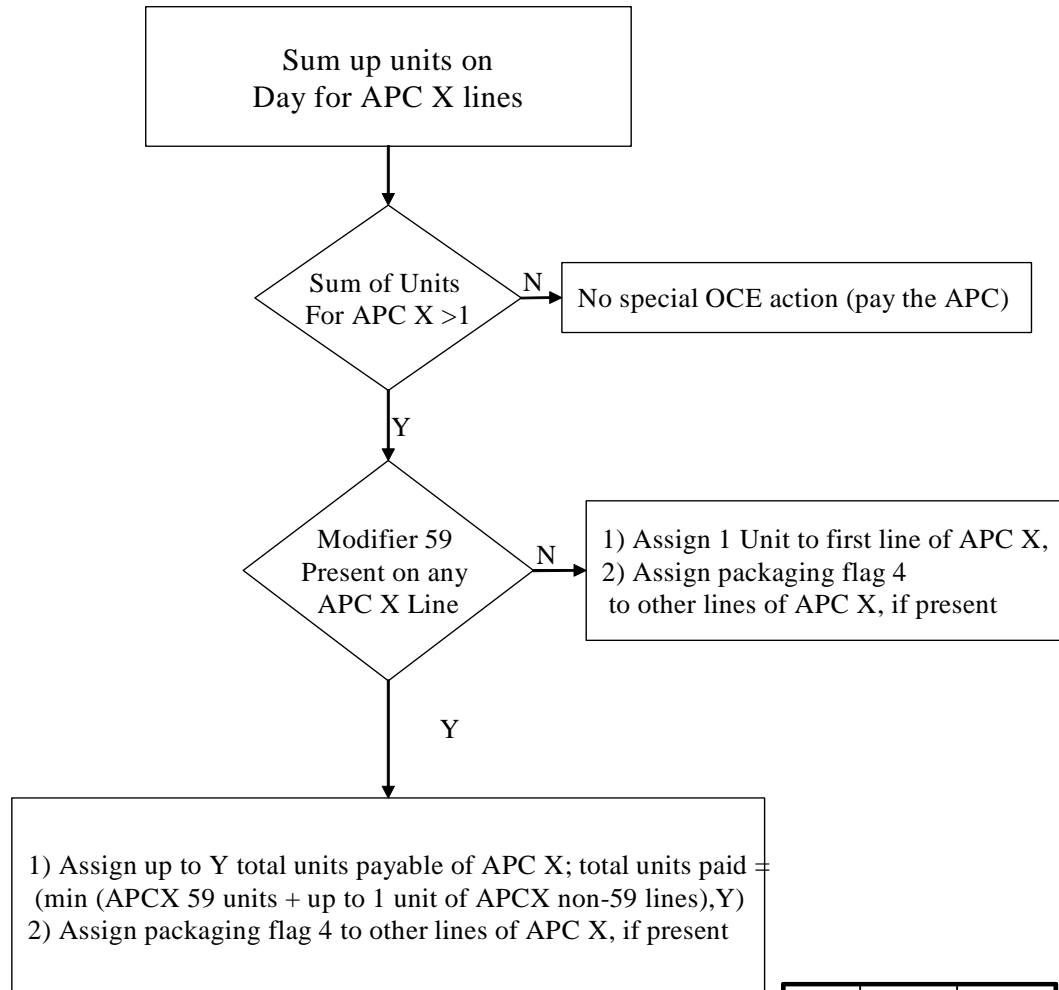 Sum up units on
Day for APC X lines
Sum of Units
For APC X >1
N
No special OCE action (pay the APC)
Y
Modifier 59
Present on any
APC X Line
N
1) Assign 1 Unit to first line of APC X,
2) Assign packaging flag 4
to other lines of APC X, if present
Y
1) Assign up to Y total units payable of APC X; total units paid =
(min (APCX 59 units + up to 1 unit of APCX non-59 lines),Y)
2) Assign packaging flag 4 to other lines of APC X, if present